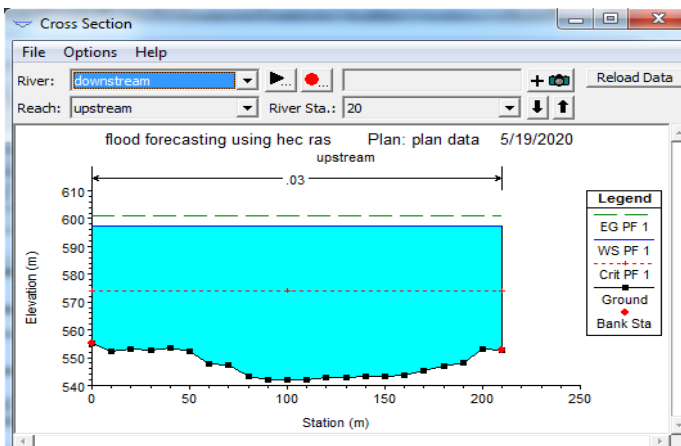 Cross Section
File Options Help
River: downstream Reload Data
Reach: upstream River Sta.: 20
flood forecasting using hec ras Plan: plan data 5/19/2020
upstream
.03
610
600
590
580
570
560
550
540
0 50 100 150 200 250
Elevation (m)
Station (m)
Legend
EG PF 1
WS PF 1
Crit PF 1
Ground
Bank Sta